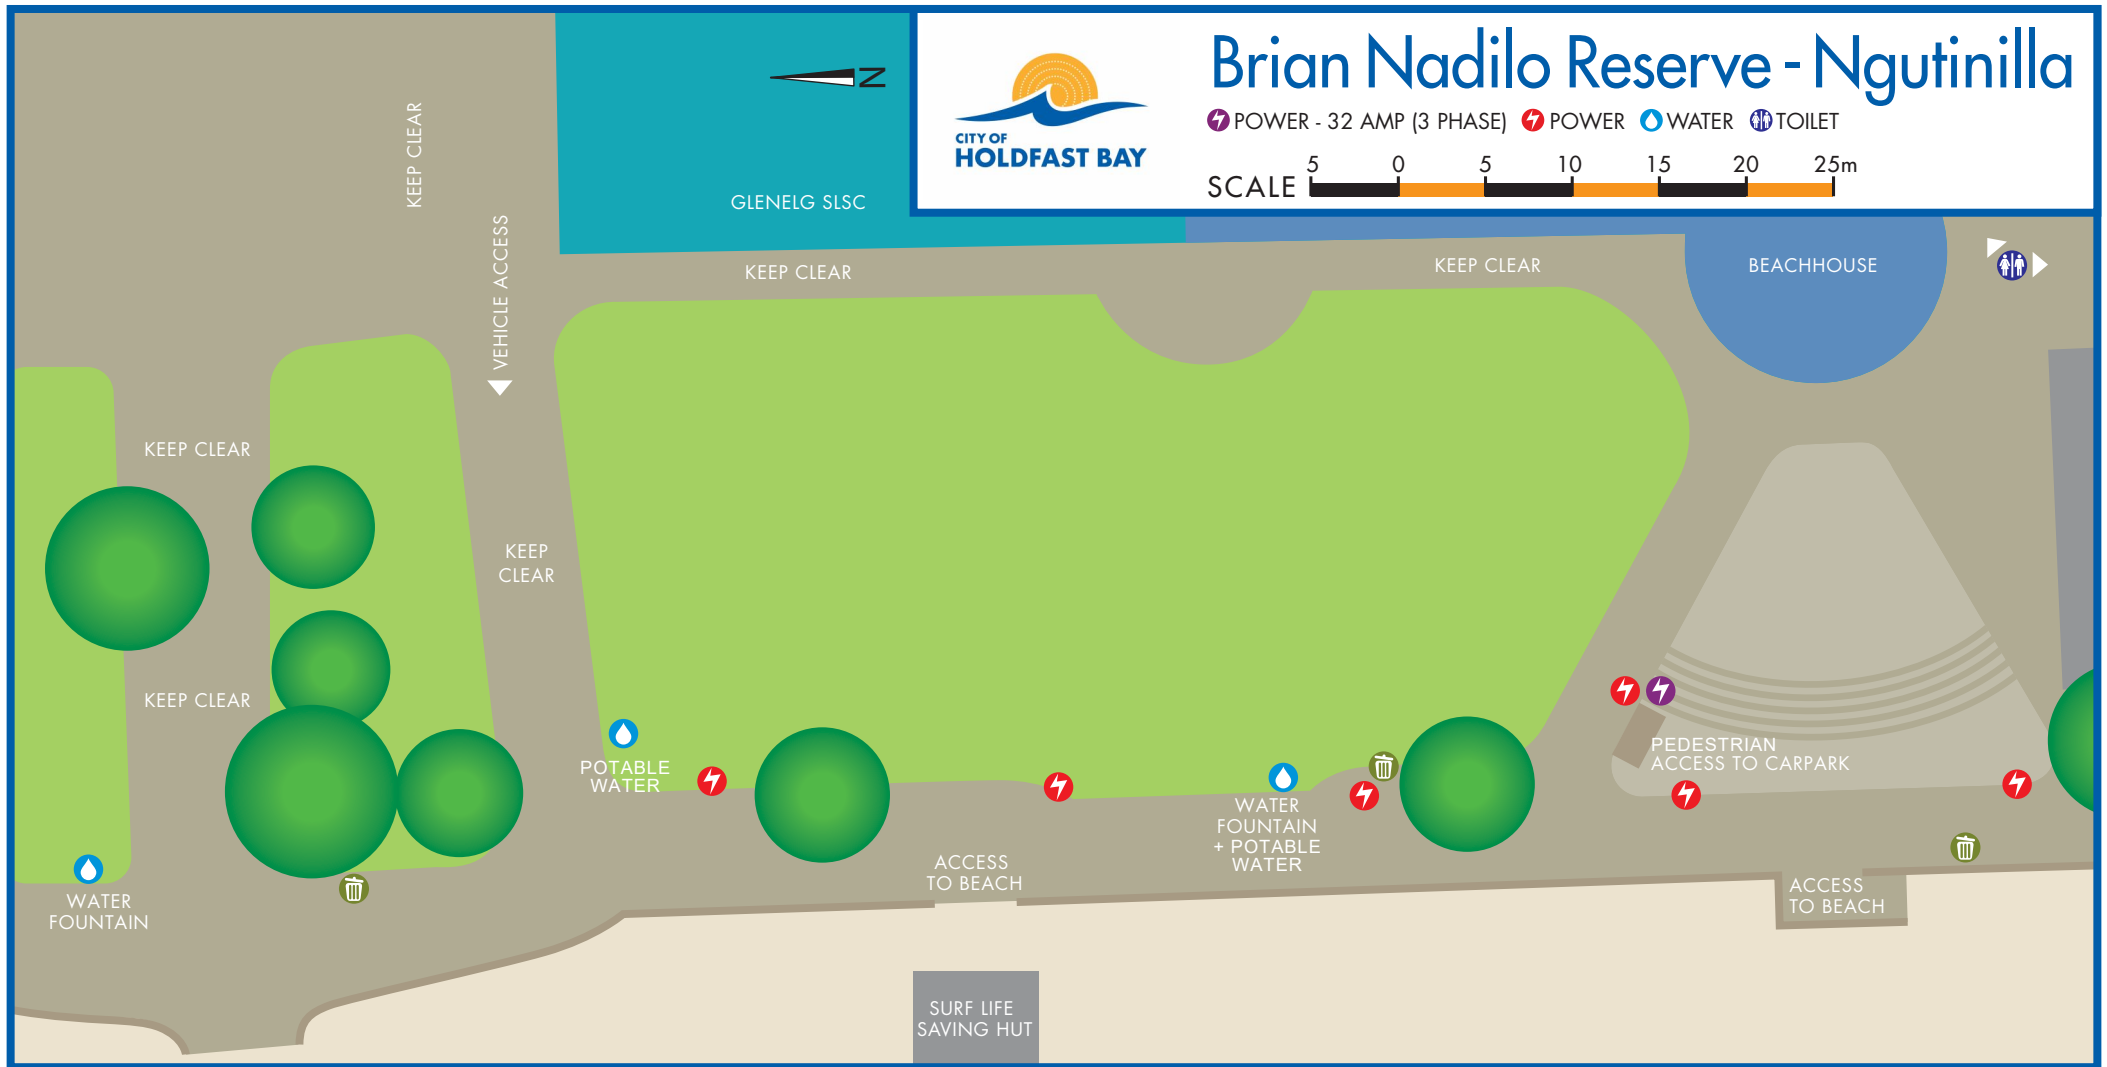 Brian Nadilo Reserve - Ngutinilla
POWER - 32 AMP (3 PHASE) POWER WATER TOILET
SCALE 5 0 5 10 15 20 25m
CITY OF
HOLDFAST BAY
N
GLENELG SLSC
KEEP CLEAR
VEHICLE ACCESS
KEEP CLEAR
KEEP CLEAR
BEACHHOUSE
KEEP CLEAR
KEEP
CLEAR
KEEP CLEAR
POTABLE
WATER
PEDESTRIAN
ACCESS TO CARPARK
WATER
FOUNTAIN
+ POTABLE
WATER
ACCESS
TO BEACH
ACCESS
TO BEACH
WATER
FOUNTAIN
SURF LIFE
SAVING HUT